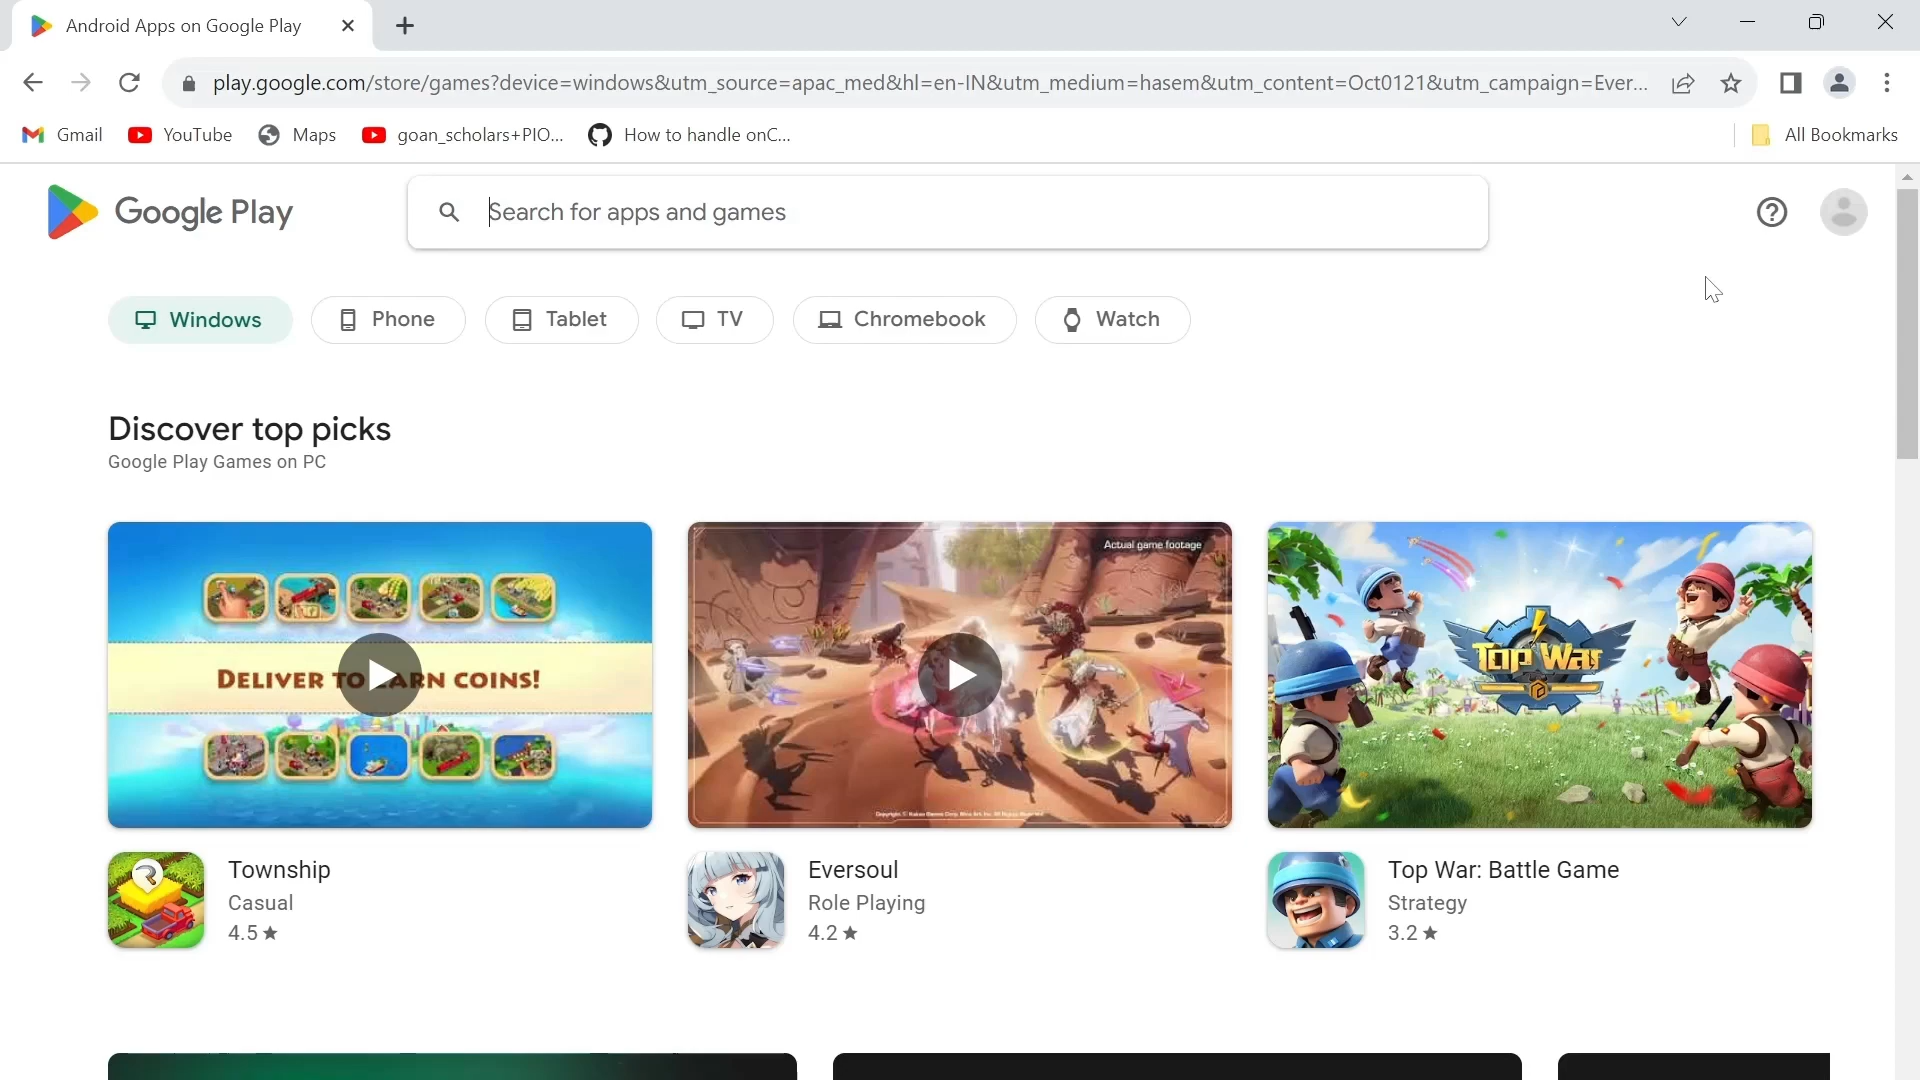 Android Apps on Google Play
play.google.com/store/games?device=windows&utm_source=apac_med&hl=en-IN&utm_medium=hasem&utm_content=Oct0121&utm_campaign=Ever...
Gmail
YouTube
Maps
goan_scholars+PIO...
How to handle onC...
All Bookmarks
Google Play
Search for apps and games
Windows
Phone
Tablet
TV
Chromebook
Watch
Discover top picks
Google Play Games on PC
DELIVER TO EARN COINS!
Actual game footage
Top War
Township
Casual
4.5★
Eversoul
Role Playing
4.2★
Top War: Battle Game
Strategy
3.2★